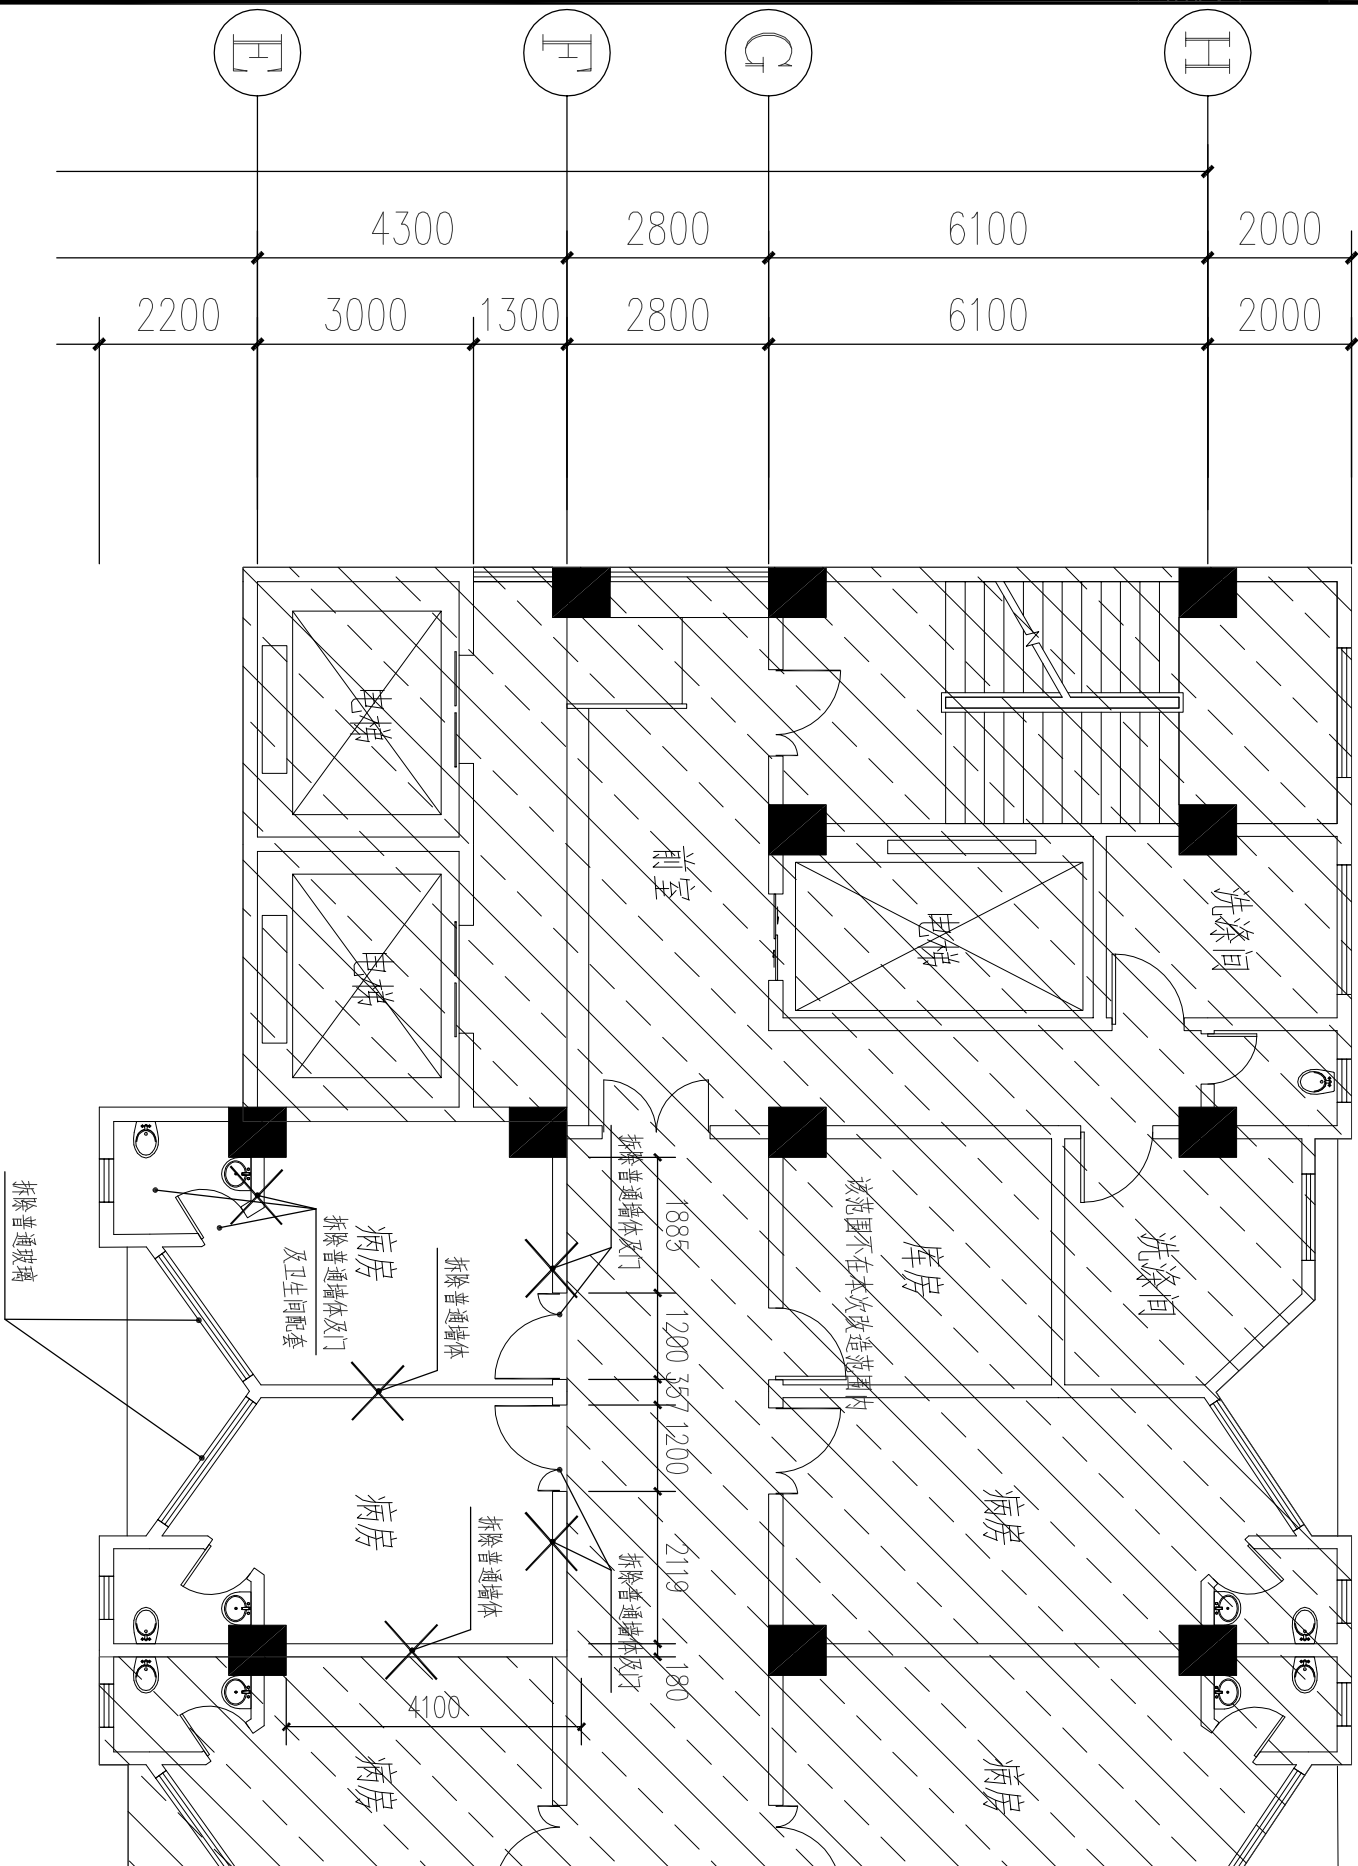 E
F
G
H
4300
2800
6100
2000
2200
3000
1300
2800
6100
2000
电梯
电梯
前室
电梯
洗涤间
拆除普通玻璃
拆除普通墙体及门
及卫生间配套
病房
拆除普通墙体
拆除普通墙体及门
1885
1200
357
1200
2119
180
该范围不在本次改造范围内
库房
洗涤间
病房
拆除普通墙体
拆除普通墙体及门
病房
4100
病房
病房